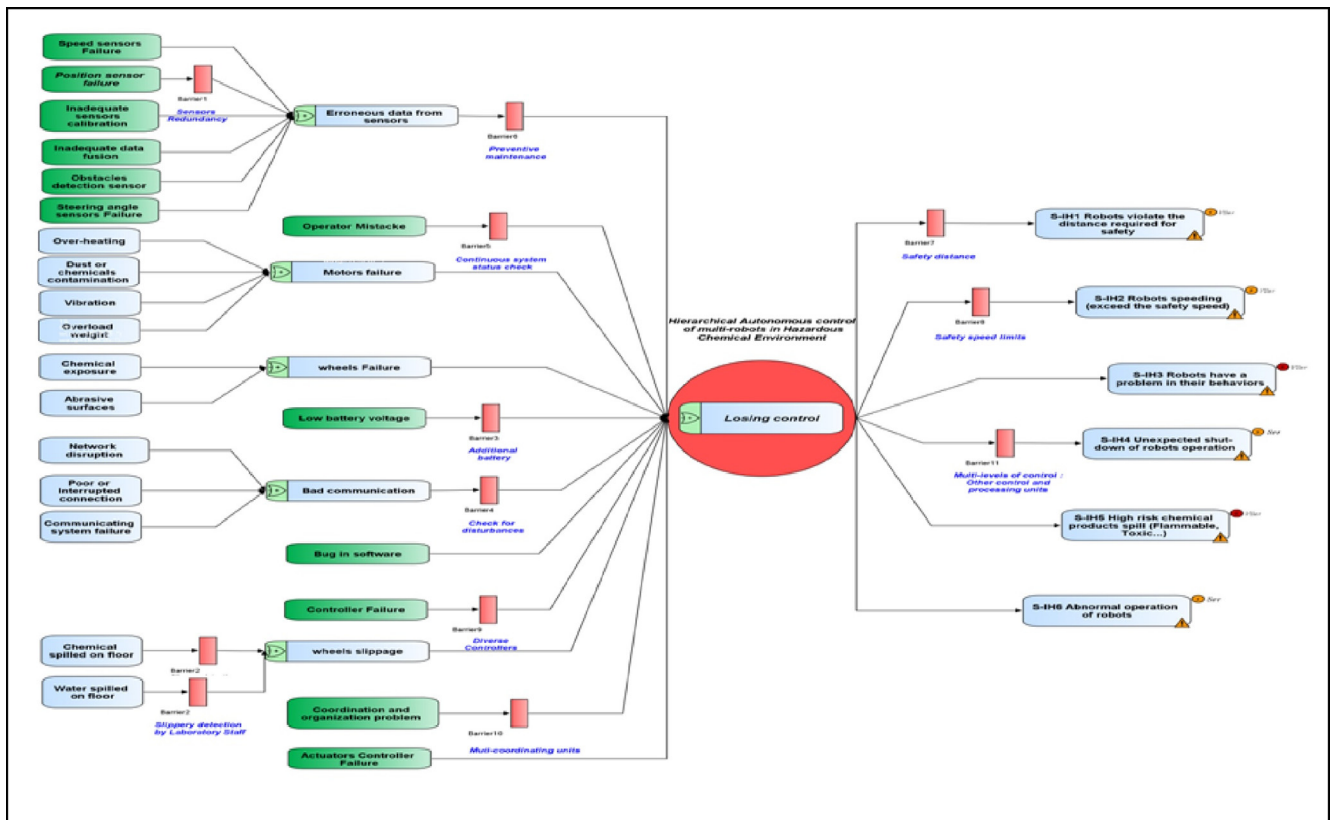 Speed sensors
Failure
Position sensor
failure
Barrier1
Sensors
Redundancy
Inadequate
sensors
calibration
Inadequate data
fusion
Obstacles
detection sensor
Steering angle
sensors Failure
Erroneous data from
sensors
Barrier6
Preventive
maintenance
Operator Mistacke
Barrier5
Continuous system
status check
Over-heating
Dust or
chemicals
contamination
Vibration
Overload
weight
Motors failure
Chemical
exposure
Abrasive
surfaces
wheels Failure
Low battery voltage
Barrier3
Additional
battery
Network
disruption
Poor or
Interrupted
connection
Communicating
system failure
Bad communication
Barrier4
Check for
disturbances
Bug in software
Controller Failure
Barrier9
Diverse
Controllers
Chemical
spilled on floor
Barrier2
Water spilled
on floor
Barrier2
Slippery detection
by Laboratory Staff
wheels slippage
Coordination and
organization problem
Barrier10
Muti-coordinating units
Actuators Controller
Failure
Hierarchical Autonomous control
of multi-robots in Hazardous
Chemical Environment
Losing control
Barrier7
Safety distance
S-IH1 Robots violate the
distance required for
safety
VSer
Barrier8
Safety speed limits
S-IH2 Robots speeding
(exceed the safety speed)
VSer
S-IH3 Robots have a
problem in their behaviors
VSer
Barrier11
Multi-levels of control :
Other control and
processing units
S-IH4 Unexpected shut-
down of robots operation
Ser
S-IH5 High risk chemical
products spill (Flammable,
Toxic...)
VSer
S-IH6 Abnormal operation
of robots
Ser